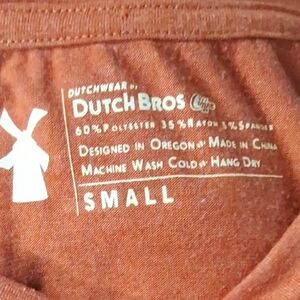 DUTCHWEAR BY
DUTCH BROS
60% POLYESTER 35% RAYON 5% SPANDEX
DESIGNED IN OREGON MADE IN CHINA
MACHINE WASH COLD HANG DRY
SMALL